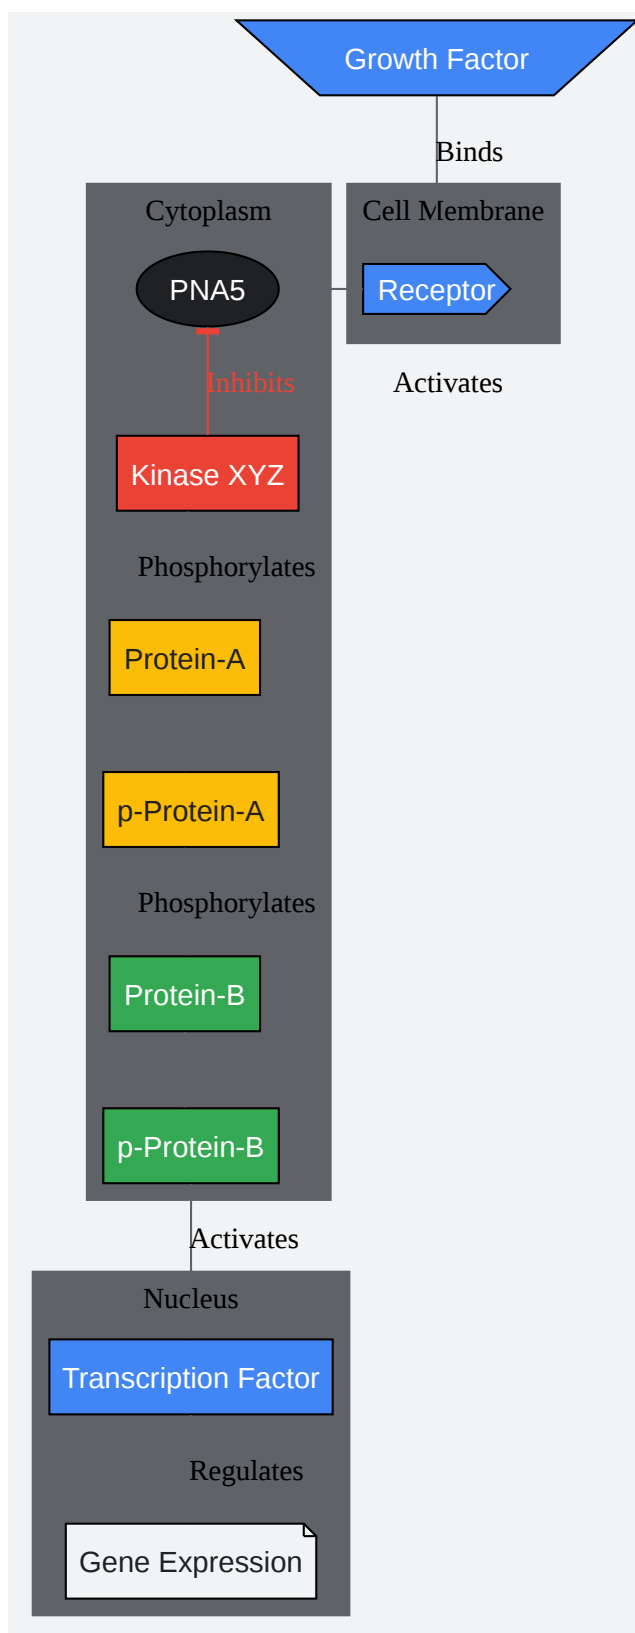 Growth Factor
Binds
Cytoplasm
Cell Membrane
PNA5
Receptor
Inhibits
Activates
Kinase XYZ
Phosphorylates
Protein-A
p-Protein-A
Phosphorylates
Protein-B
p-Protein-B
Activates
Nucleus
Transcription Factor
Regulates
Gene Expression